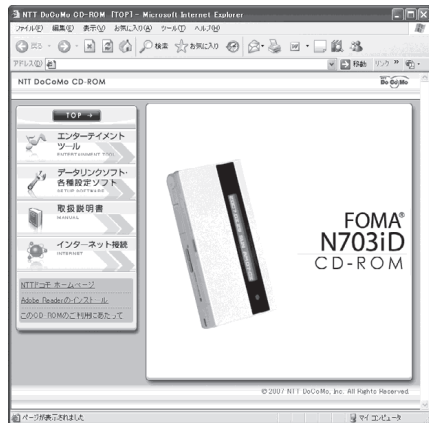 NTT DoCoMo CD-ROM [TOP] - Microsoft Internet Explorer
ファイル(F) 編集(E) 表示(V) お気に入り(A) ツール(T) ヘルプ(H)
戻る 検索 お気に入り
アドレス(D) 移動 リンク
NTT DoCoMo CD-ROM
DoCoMo
TOP
エンターテイメント
ツール
ENTERTAINMENT TOOL
データリンクソフト・
各種設定ソフト
SETUP SOFTWARE
取扱説明書
MANUAL
インターネット接続
INTERNET
NTTドコモ ホームページ
Adobe Readerのインストール
このCD-ROMのご利用にあたって
FOMA®
N703iD
CD-ROM
© 2007 NTT DoCoMo, Inc. All Rights Reserved.
ページが表示されました
マイ コンピュータ